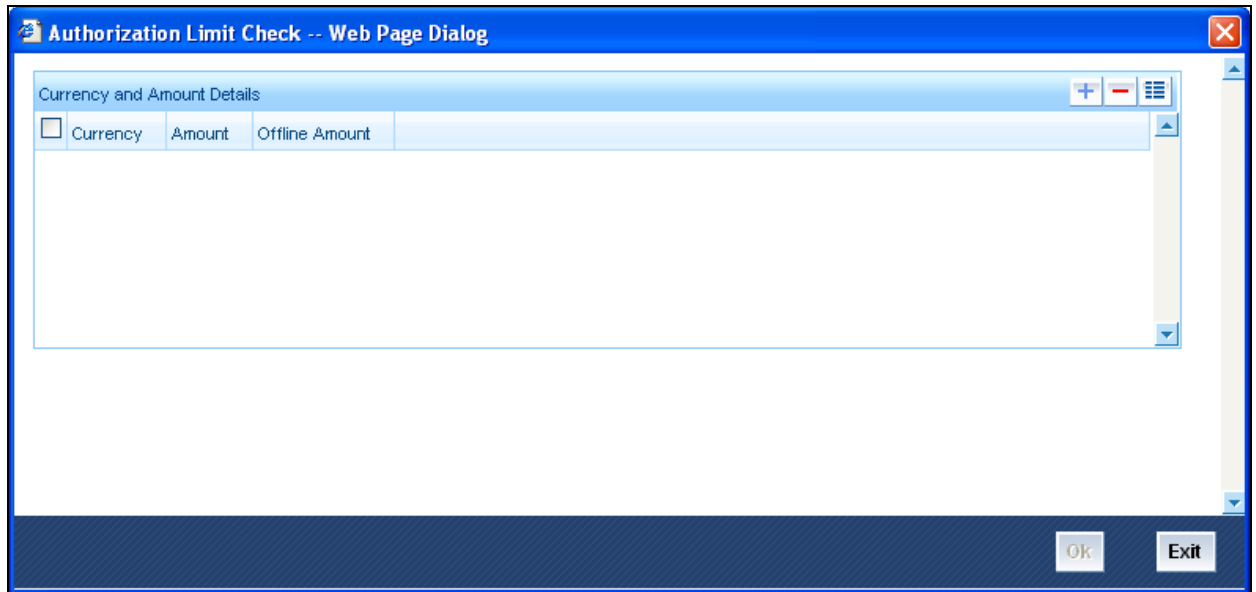 Authorization Limit Check -- Web Page Dialog
Currency and Amount Details
Currency Amount Offline Amount
Ok Exit